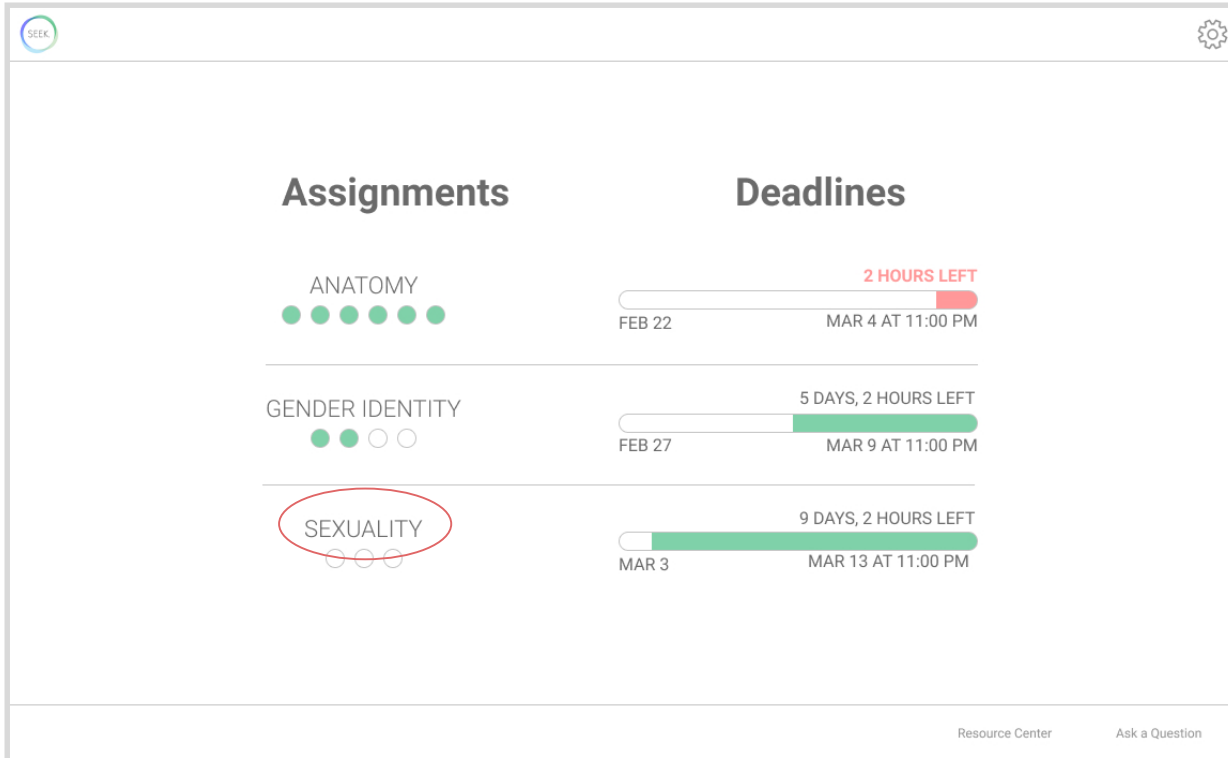 SEEK
Assignments
Deadlines
ANATOMY
2 HOURS LEFT
FEB 22
MAR 4 AT 11:00 PM
GENDER IDENTITY
5 DAYS, 2 HOURS LEFT
FEB 27
MAR 9 AT 11:00 PM
SEXUALITY
9 DAYS, 2 HOURS LEFT
MAR 3
MAR 13 AT 11:00 PM
Resource Center
Ask a Question